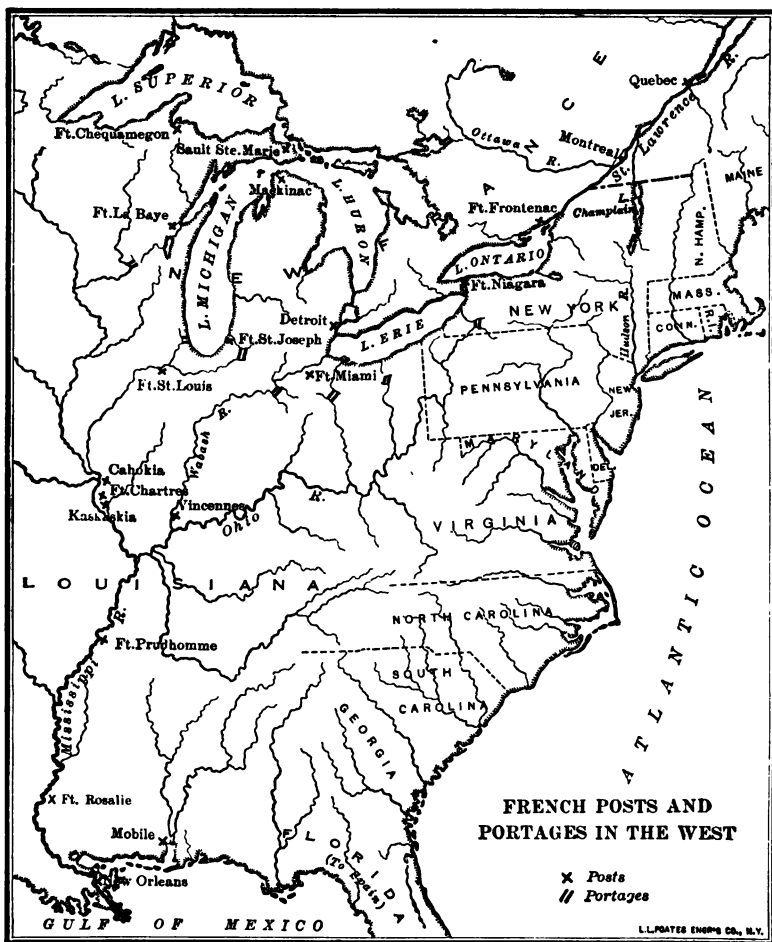 L. SUPERIOR
Quebec
NEW FRANCE
Ft. Chequamegon
Sault Ste. Marie
Ottawa R.
Montreal
St. Lawrence R.
MAINE
Mackinac
L. HURON
L. Champlain
Ft. La Baye
L. MICHIGAN
Ft. Frontenac
N. HAMP.
L. ONTARIO
Ft. Niagara
MASS.
Detroit
NEW YORK
Hudson R.
CONN.
R.I.
L. ERIE
Ft. St. Joseph
Ft. St. Louis
Ft. Miami
PENNSYLVANIA
NEW
JER.
Wabash R.
MARYLAND
DEL.
Cahokia
Ft. Chartres
Kaskaskia
Vincennes
Ohio R.
VIRGINIA
LOUISIANA
NORTH CAROLINA
Ft. Prudhomme
Mississippi R.
SOUTH
CAROLINA
GEORGIA
ATLANTIC OCEAN
Ft. Rosalie
Mobile
New Orleans
FLORIDA
(To Spain)
GULF OF MEXICO
FRENCH POSTS AND
PORTAGES IN THE WEST
× Posts
// Portages
L.L. POATES ENGR'G CO., N.Y.